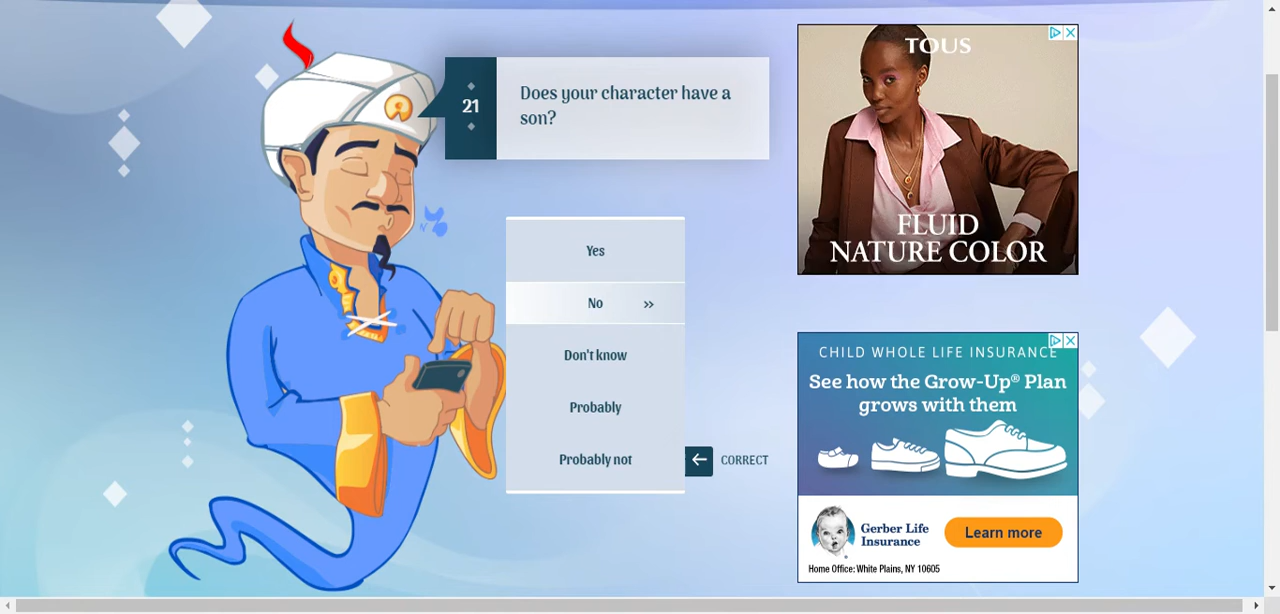 21
Does your character have a
son?
Yes
No >>
Don't know
Probably
Probably not
CORRECT
TOUS
FLUID
NATURE COLOR
CHILD WHOLE LIFE INSURANCE
See how the Grow-Up® Plan
grows with them
Gerber Life
Insurance
Learn more
Home Office: White Plains, NY 10605